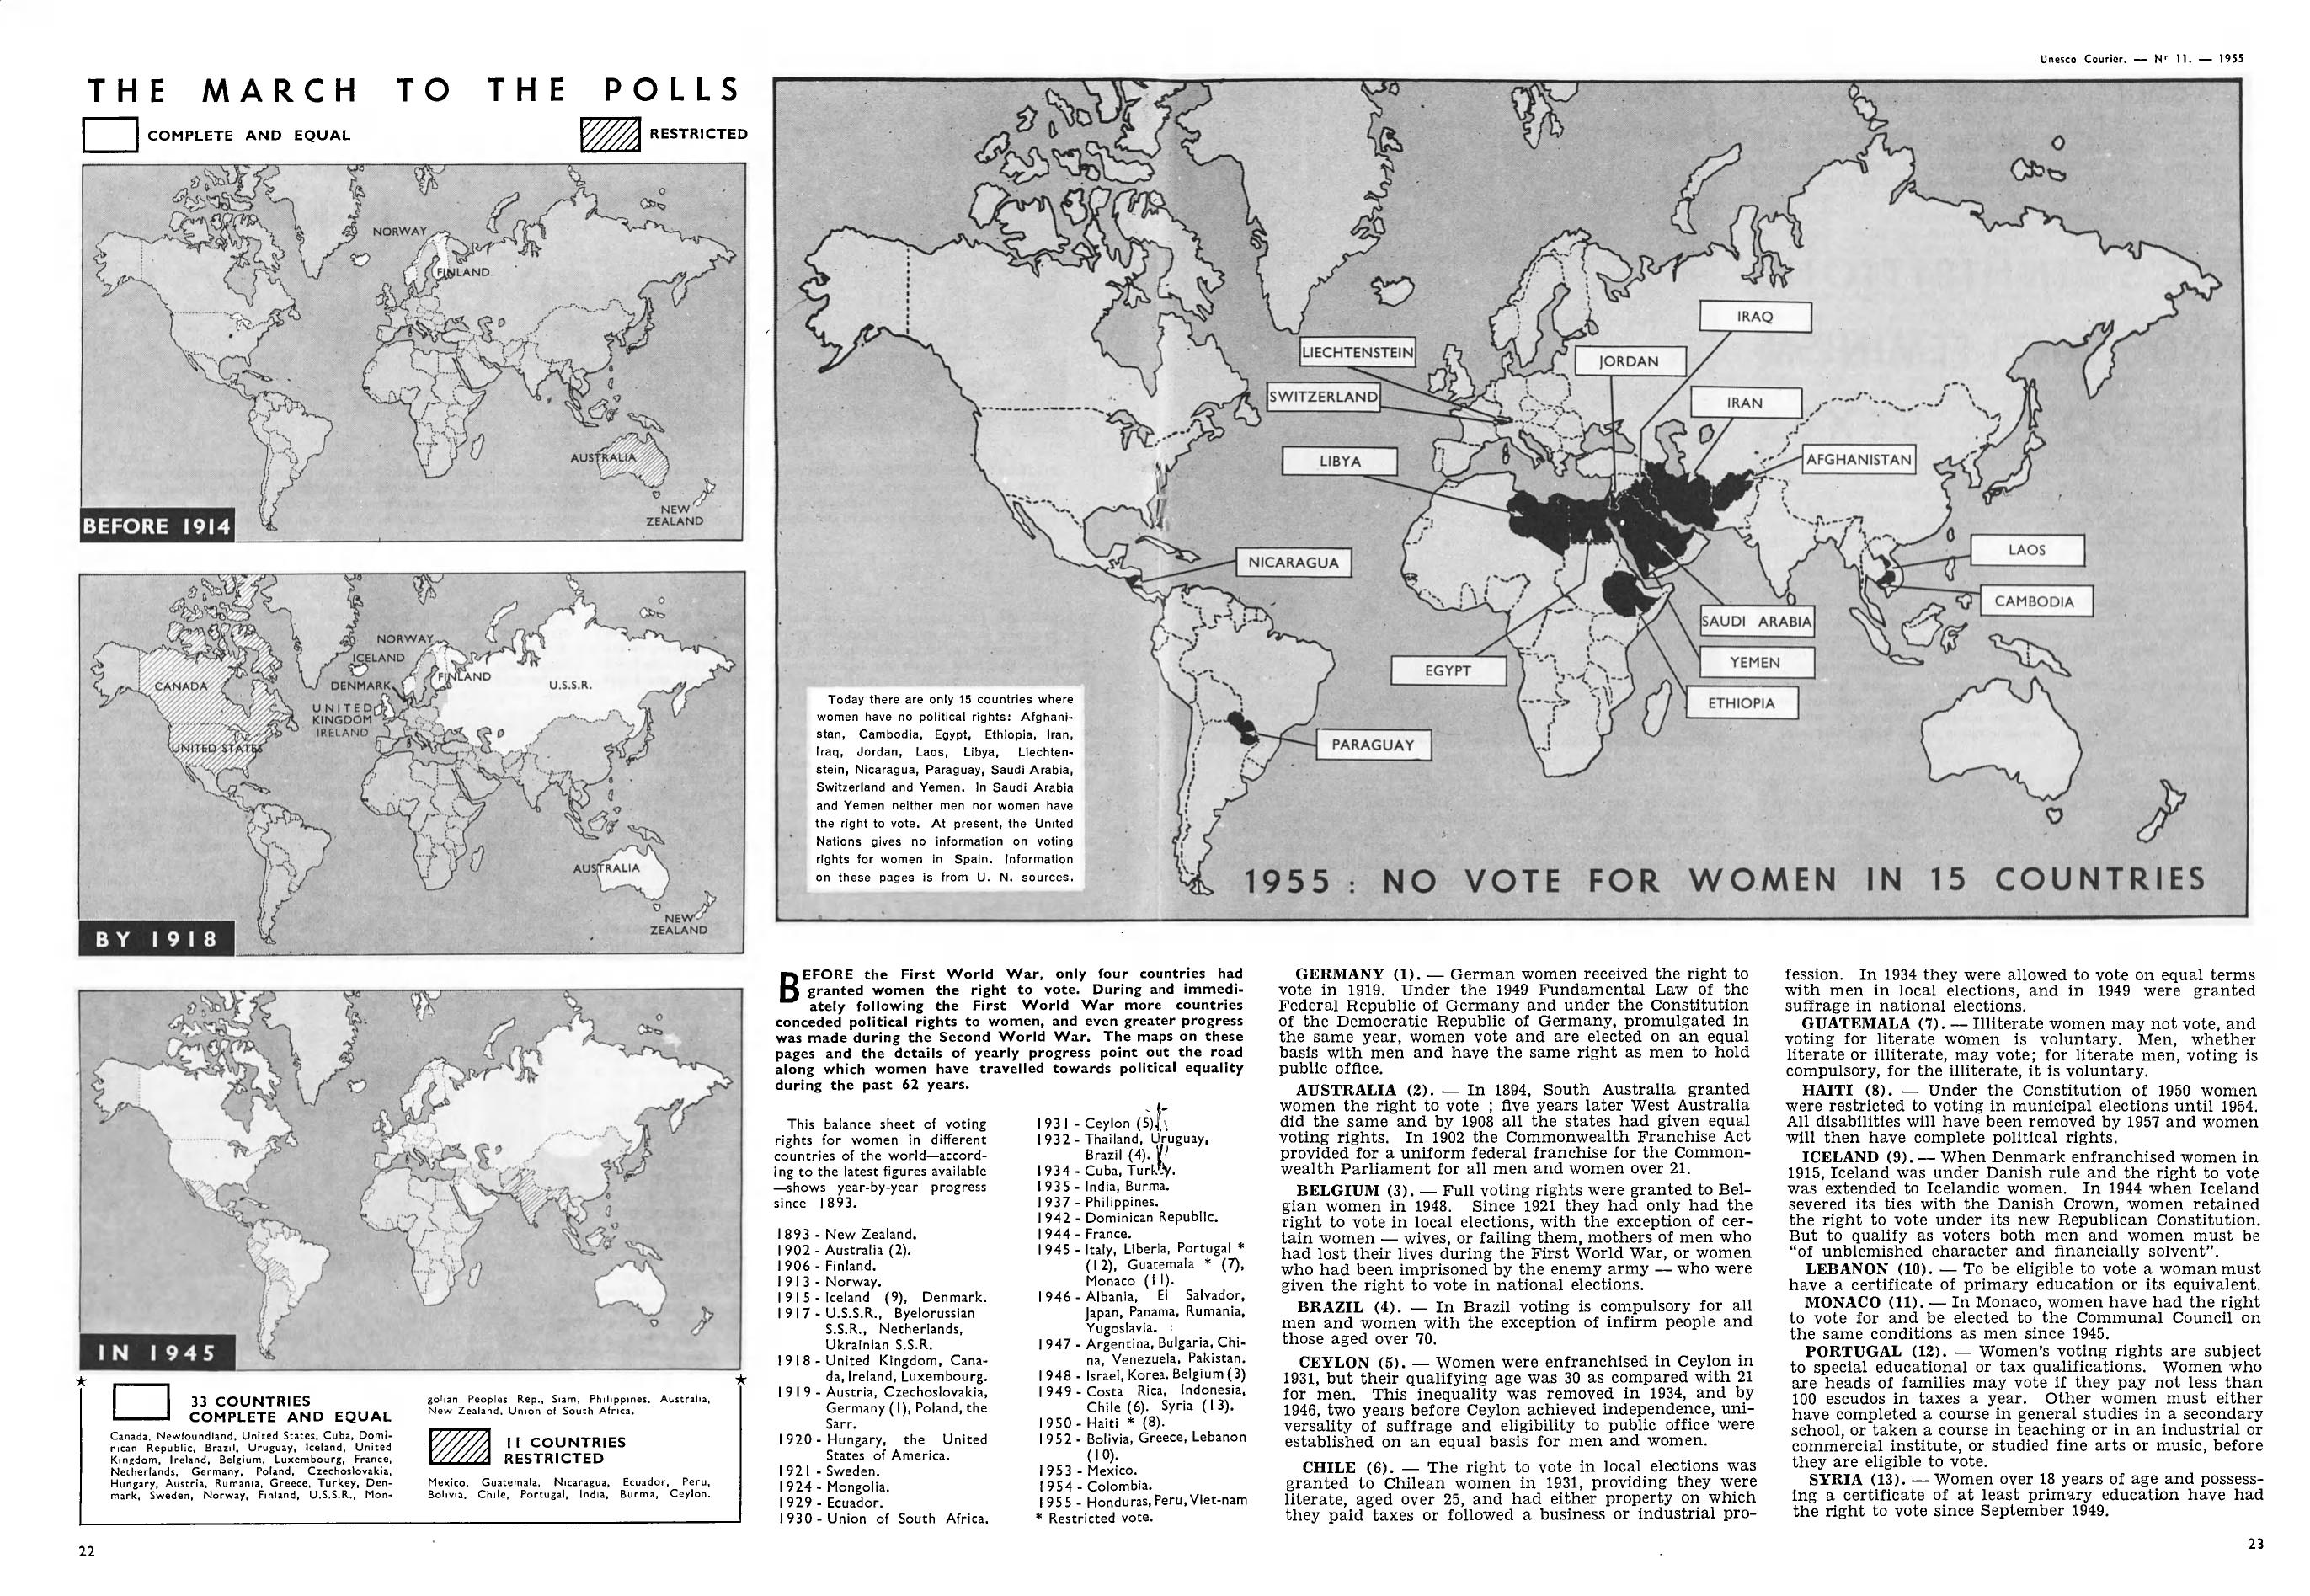 Unesco Courier. — Nr 11. — 1955
THE MARCH TO THE POLLS
COMPLETE AND EQUAL
RESTRICTED
NORWAY
FINLAND
AUSTRALIA
NEW
ZEALAND
BEFORE 1914
NORWAY
ICELAND
FINLAND
DENMARK
CANADA
U.S.S.R.
UNITED
KINGDOM
IRELAND
UNITED STATES
AUSTRALIA
NEW
ZEALAND
BY 1918
IN 1945
33 COUNTRIES
COMPLETE AND EQUAL
Canada, Newfoundland, United States, Cuba, Domi-
nican Republic, Brazil, Uruguay, Iceland, United
Kingdom, Ireland, Belgium, Luxembourg, France,
Netherlands, Germany, Poland, Czechoslovakia,
Hungary, Austria, Rumania, Greece, Turkey, Den-
mark, Sweden, Norway, Finland, U.S.S.R., Mon-
golian Peoples Rep., Siam, Philippines. Australia,
New Zealand. Union of South Africa.
11 COUNTRIES
RESTRICTED
Mexico, Guatemala, Nicaragua, Ecuador, Peru,
Bolivia, Chile, Portugal, India, Burma, Ceylon.
22
IRAQ
LIECHTENSTEIN
JORDAN
SWITZERLAND
IRAN
LIBYA
AFGHANISTAN
NICARAGUA
LAOS
CAMBODIA
SAUDI ARABIA
EGYPT
YEMEN
ETHIOPIA
PARAGUAY
Today there are only 15 countries where
women have no political rights: Afghani-
stan, Cambodia, Egypt, Ethiopia, Iran,
Iraq, Jordan, Laos, Libya, Liechten-
stein, Nicaragua, Paraguay, Saudi Arabia,
Switzerland and Yemen. In Saudi Arabia
and Yemen neither men nor women have
the right to vote. At present, the United
Nations gives no information on voting
rights for women in Spain. Information
on these pages is from U. N. sources.
1955 : NO VOTE FOR WOMEN IN 15 COUNTRIES
BEFORE the First World War, only four countries had
granted women the right to vote. During and immedi-
ately following the First World War more countries
conceded political rights to women, and even greater progress
was made during the Second World War. The maps on these
pages and the details of yearly progress point out the road
along which women have travelled towards political equality
during the past 62 years.
This balance sheet of voting
rights for women in different
countries of the world—accord-
ing to the latest figures available
—shows year-by-year progress
since 1893.
1893 - New Zealand.
1902 - Australia (2).
1906 - Finland.
1913 - Norway.
1915 - Iceland (9), Denmark.
1917 - U.S.S.R., Byelorussian
S.S.R., Netherlands,
Ukrainian S.S.R.
1918 - United Kingdom, Cana-
da, Ireland, Luxembourg.
1919 - Austria, Czechoslovakia,
Germany (1), Poland, the
Sarr.
1920 - Hungary, the United
States of America.
1921 - Sweden.
1924 - Mongolia.
1929 - Ecuador.
1930 - Union of South Africa.
1931 - Ceylon (5).
1932 - Thailand, Uruguay,
Brazil (4).
1934 - Cuba, Turkey.
1935 - India, Burma.
1937 - Philippines.
1942 - Dominican Republic.
1944 - France.
1945 - Italy, Liberia, Portugal *
(12), Guatemala * (7),
Monaco (11).
1946 - Albania, El Salvador,
Japan, Panama, Rumania,
Yugoslavia.
1947 - Argentina, Bulgaria, Chi-
na, Venezuela, Pakistan.
1948 - Israel, Korea. Belgium (3)
1949 - Costa Rica, Indonesia,
Chile (6). Syria (13).
1950 - Haiti * (8).
1952 - Bolivia, Greece, Lebanon
(10).
1953 - Mexico.
1954 - Colombia.
1955 - Honduras, Peru, Viet-nam
* Restricted vote.
GERMANY (1). — German women received the right to
vote in 1919. Under the 1949 Fundamental Law of the
Federal Republic of Germany and under the Constitution
of the Democratic Republic of Germany, promulgated in
the same year, women vote and are elected on an equal
basis with men and have the same right as men to hold
public office.
AUSTRALIA (2). — In 1894, South Australia granted
women the right to vote ; five years later West Australia
did the same and by 1908 all the states had given equal
voting rights. In 1902 the Commonwealth Franchise Act
provided for a uniform federal franchise for the Common-
wealth Parliament for all men and women over 21.
BELGIUM (3). — Full voting rights were granted to Bel-
gian women in 1948. Since 1921 they had only had the
right to vote in local elections, with the exception of cer-
tain women — wives, or failing them, mothers of men who
had lost their lives during the First World War, or women
who had been imprisoned by the enemy army — who were
given the right to vote in national elections.
BRAZIL (4). — In Brazil voting is compulsory for all
men and women with the exception of infirm people and
those aged over 70.
CEYLON (5). — Women were enfranchised in Ceylon in
1931, but their qualifying age was 30 as compared with 21
for men. This inequality was removed in 1934, and by
1946, two years before Ceylon achieved independence, uni-
versality of suffrage and eligibility to public office were
established on an equal basis for men and women.
CHILE (6). — The right to vote in local elections was
granted to Chilean women in 1931, providing they were
literate, aged over 25, and had either property on which
they paid taxes or followed a business or industrial pro-
fession. In 1934 they were allowed to vote on equal terms
with men in local elections, and in 1949 were granted
suffrage in national elections.
GUATEMALA (7). — Illiterate women may not vote, and
voting for literate women is voluntary. Men, whether
literate or illiterate, may vote; for literate men, voting is
compulsory, for the illiterate, it is voluntary.
HAITI (8). — Under the Constitution of 1950 women
were restricted to voting in municipal elections until 1954.
All disabilities will have been removed by 1957 and women
will then have complete political rights.
ICELAND (9). — When Denmark enfranchised women in
1915, Iceland was under Danish rule and the right to vote
was extended to Icelandic women. In 1944 when Iceland
severed its ties with the Danish Crown, women retained
the right to vote under its new Republican Constitution.
But to qualify as voters both men and women must be
"of unblemished character and financially solvent".
LEBANON (10). — To be eligible to vote a woman must
have a certificate of primary education or its equivalent.
MONACO (11). — In Monaco, women have had the right
to vote for and be elected to the Communal Council on
the same conditions as men since 1945.
PORTUGAL (12). — Women's voting rights are subject
to special educational or tax qualifications. Women who
are heads of families may vote if they pay not less than
100 escudos in taxes a year. Other women must either
have completed a course in general studies in a secondary
school, or taken a course in teaching or in an industrial or
commercial institute, or studied fine arts or music, before
they are eligible to vote.
SYRIA (13). — Women over 18 years of age and possess-
ing a certificate of at least primary education have had
the right to vote since September 1949.
23